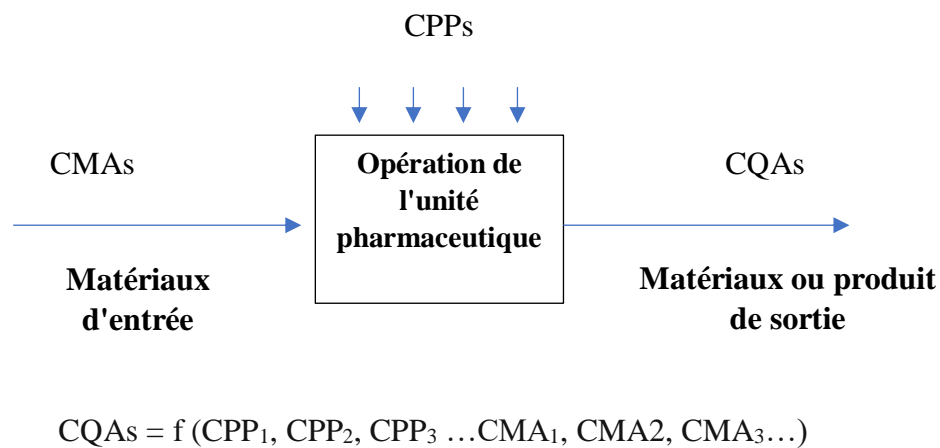 CPPs
CMAs
Opération de
l'unité
pharmaceutique
CQAs
Matériaux
d'entrée
Matériaux ou produit
de sortie
CQAs = f (CPP₁, CPP₂, CPP₃ …CMA₁, CMA2, CMA₃…)